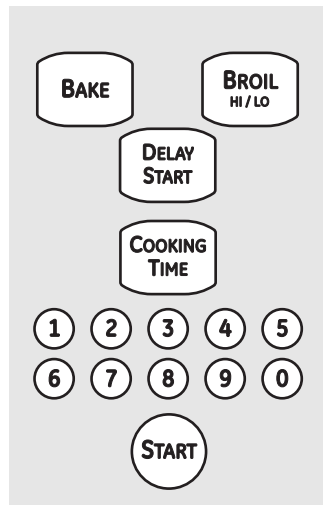 BAKE
BROIL
HI / LO
DELAY
START
COOKING
TIME
1 2 3 4 5
6 7 8 9 0
START